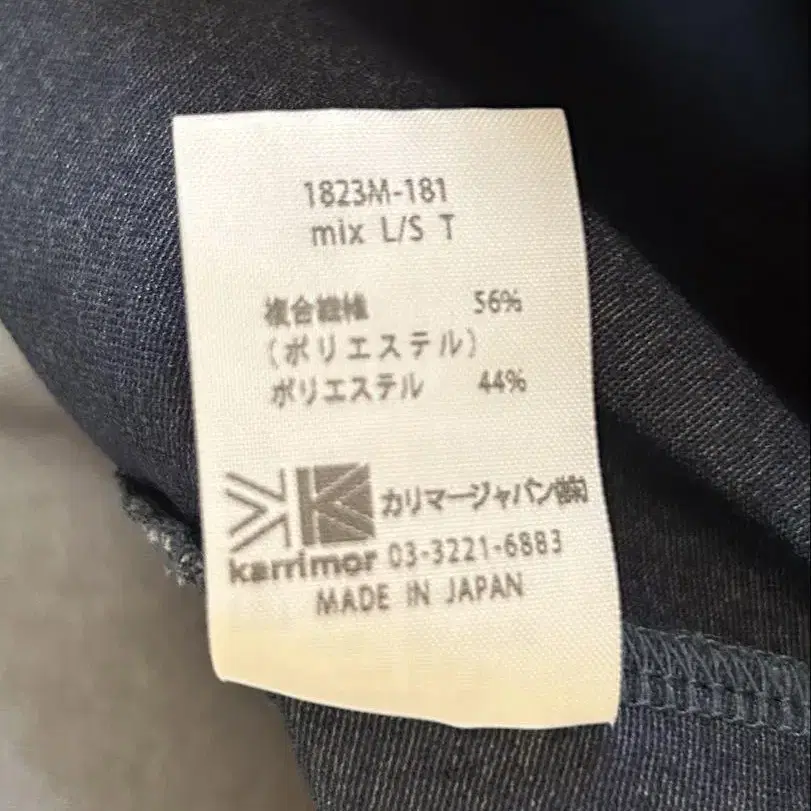 1823M-181
mix L/S T
複合繊維 56%
(ポリエステル)
ポリエステル 44%
カリマージャパン(株)
karrimor 03-3221-6883
MADE IN JAPAN